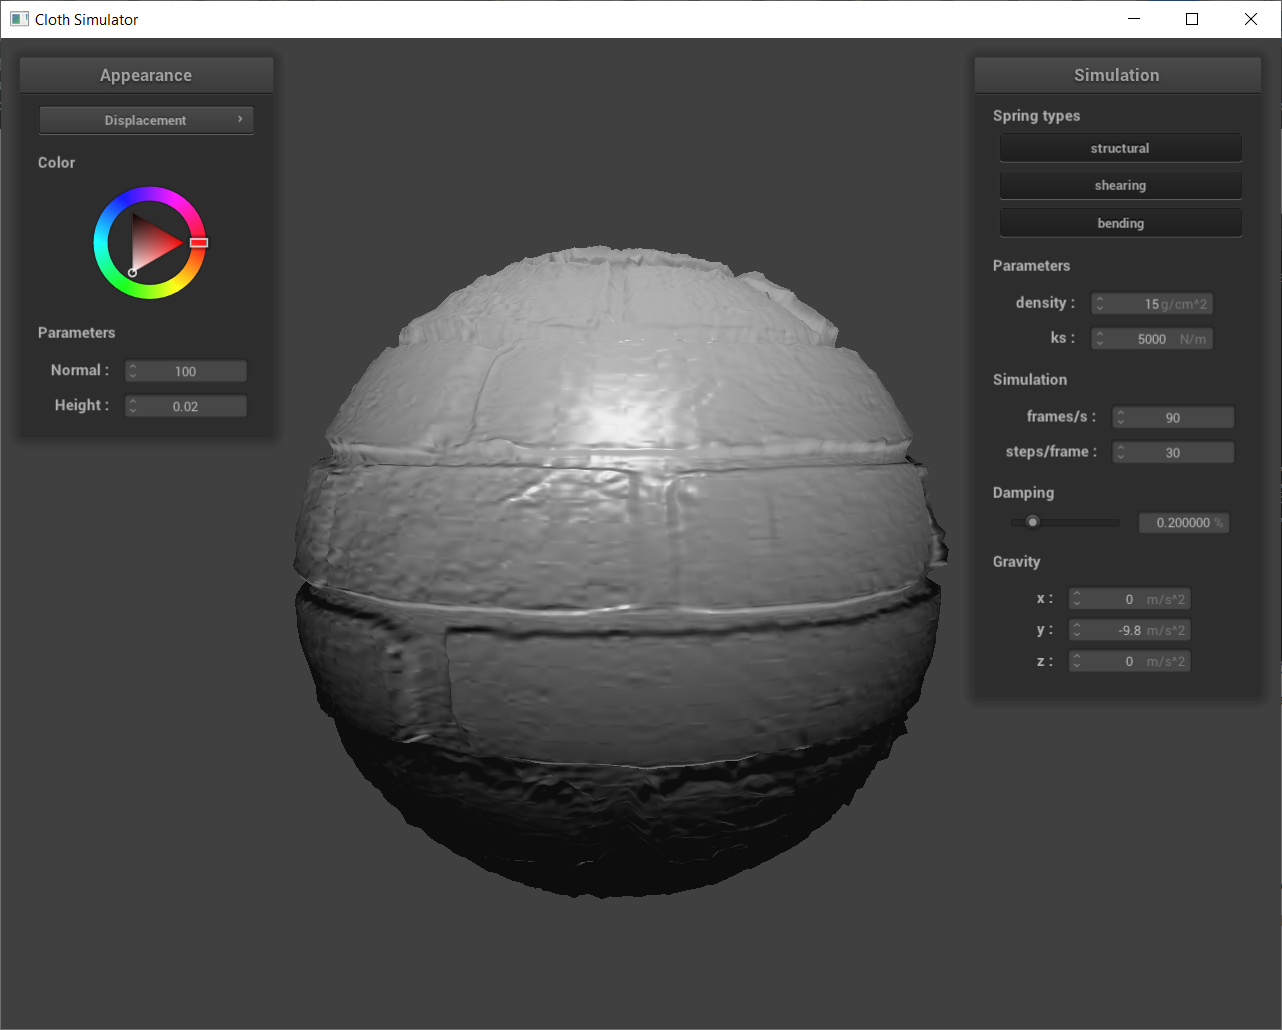 Cloth Simulator
Appearance
Displacement
Color
Parameters
Normal : 100
Height : 0.02
Simulation
Spring types
structural
shearing
bending
Parameters
density : 15 g/cm^2
ks : 5000 N/m
Simulation
frames/s : 90
steps/frame : 30
Damping
0.200000 %
Gravity
x : 0 m/s^2
y : -9.8 m/s^2
z : 0 m/s^2